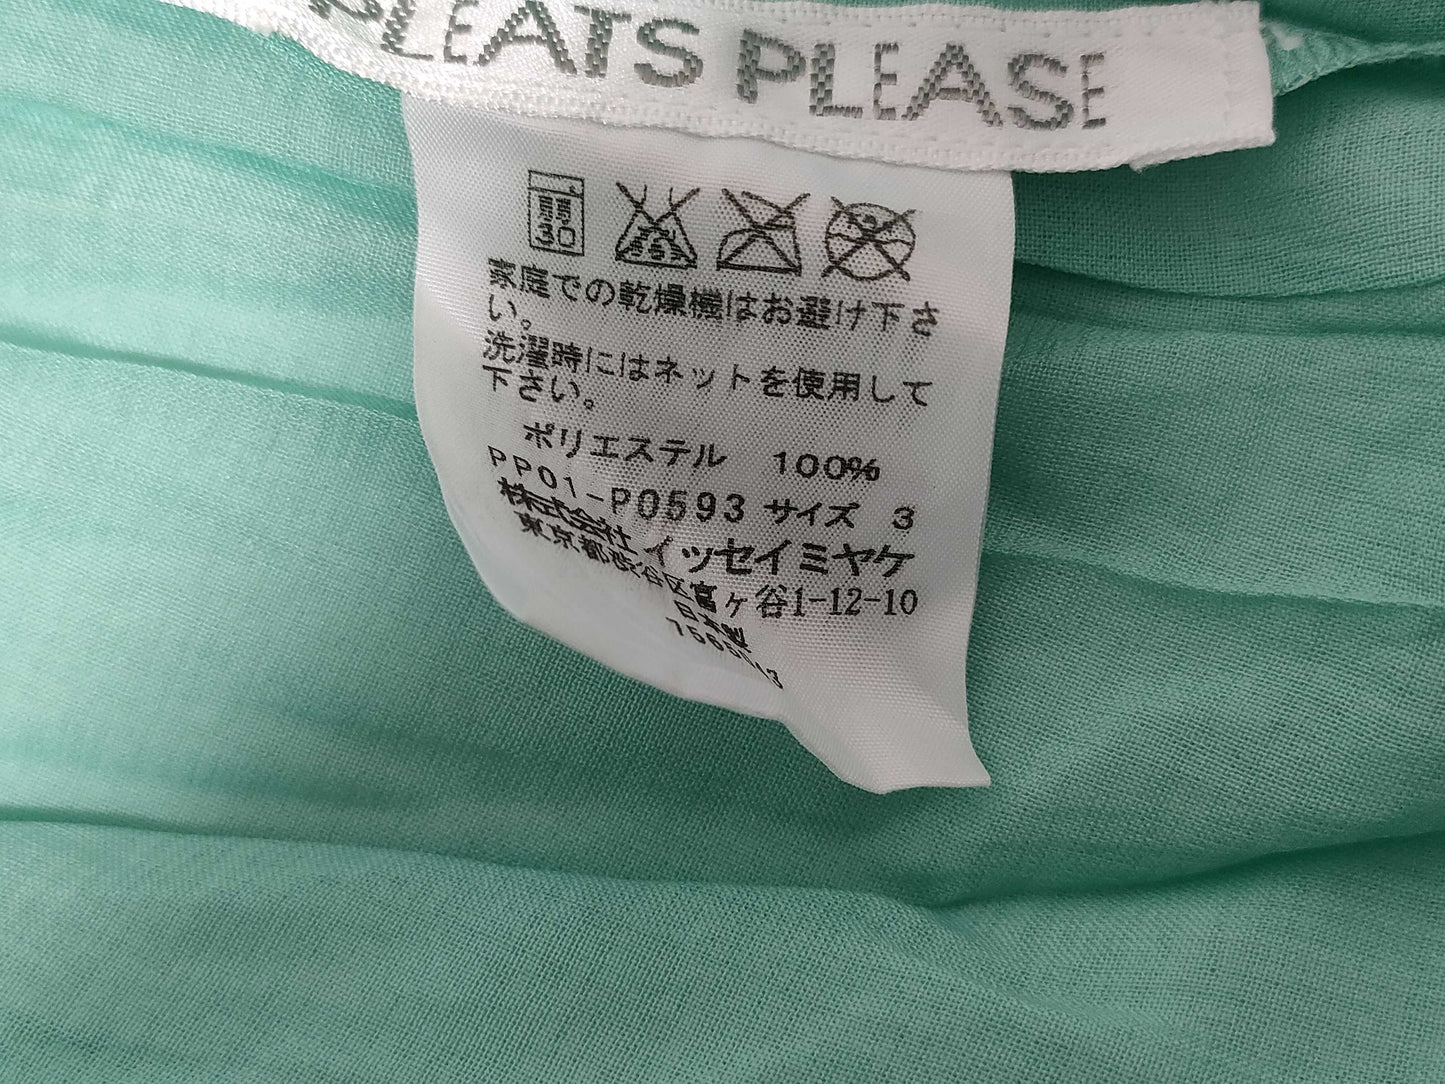 PLEATS PLEASE
弱
30
家庭での乾燥機はお避け下さ
い。
洗濯時にはネットを使用して
下さい。
ポリエステル 100%
PP01-P0593 サイズ 3
株式会社 イッセイミヤケ
東京都渋谷区富ヶ谷1-12-10
日本製